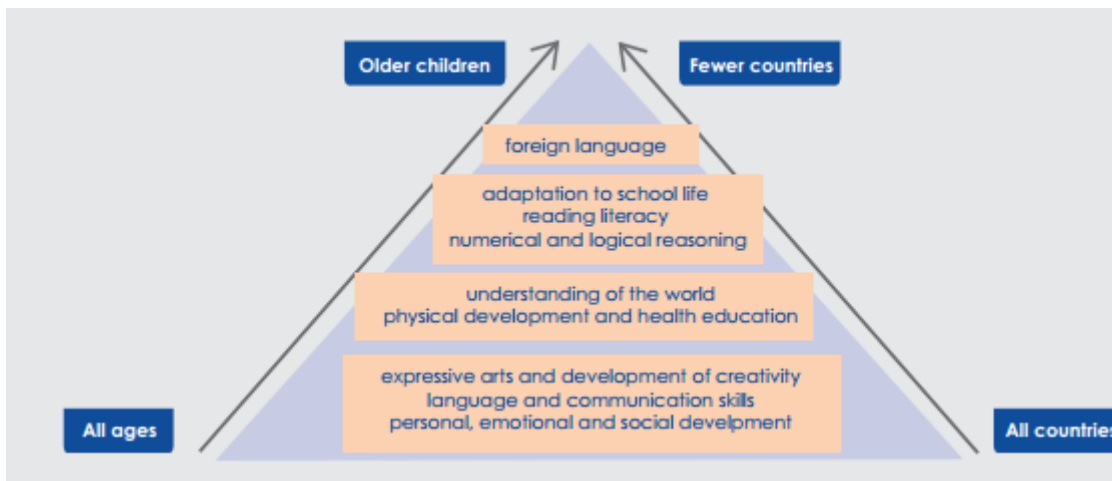 Older children
Fewer countries
foreign language
adaptation to school life
reading literacy
numerical and logical reasoning
understanding of the world
physical development and health education
expressive arts and development of creativity
language and communication skills
personal, emotional and social develpment
All ages
All countries